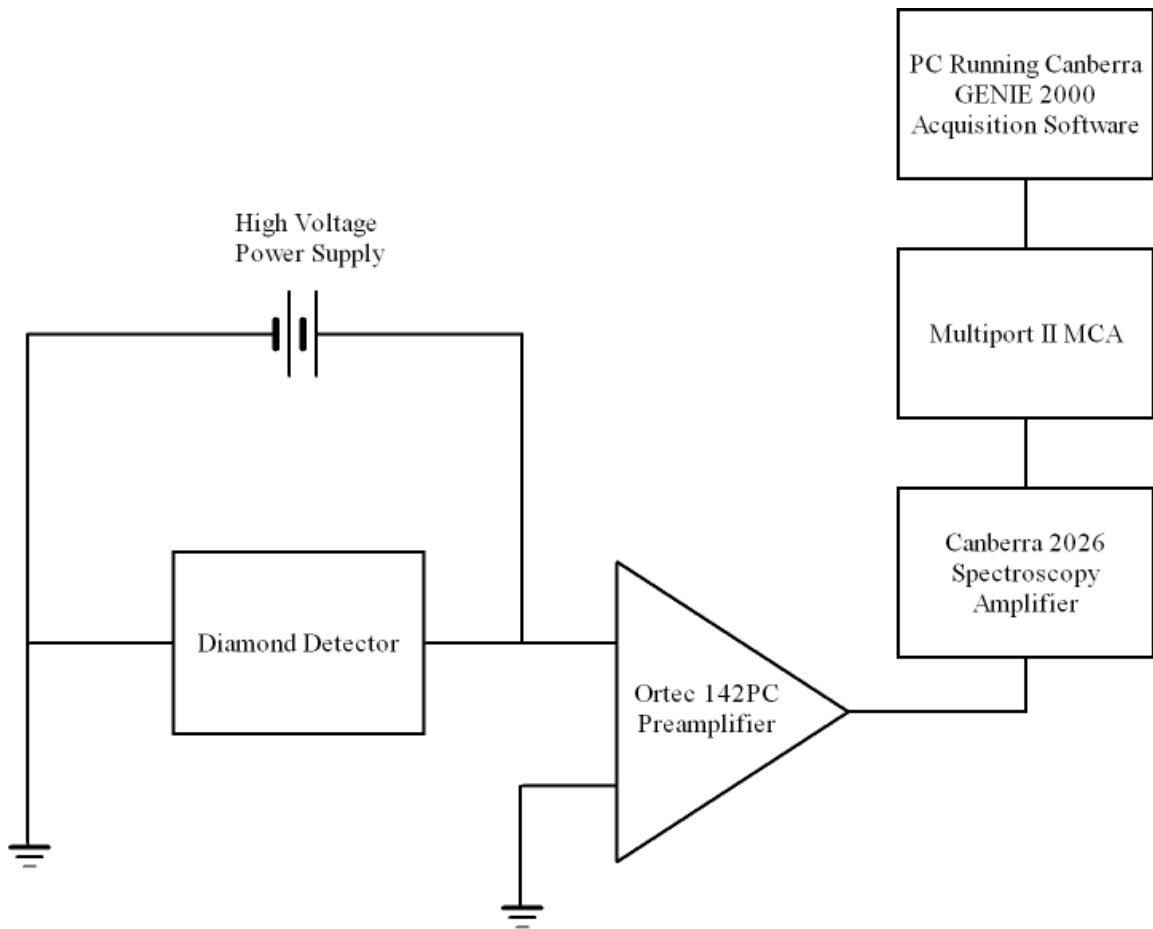 PC Running Canberra
GENIE 2000
Acquisition Software
High Voltage
Power Supply
Multiport II MCA
Canberra 2026
Spectroscopy
Amplifier
Diamond Detector
Ortec 142PC
Preamplifier